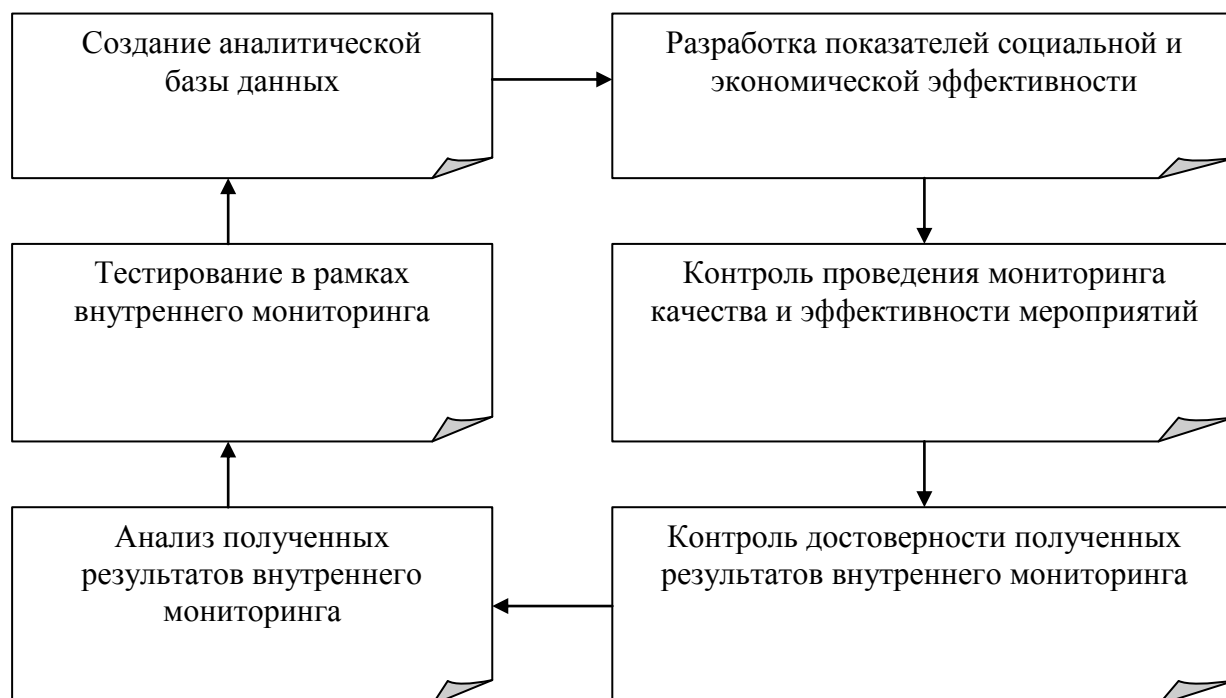 Создание аналитической
базы данных
Разработка показателей социальной и
экономической эффективности
Тестирование в рамках
внутреннего мониторинга
Контроль проведения мониторинга
качества и эффективности мероприятий
Анализ полученных
результатов внутреннего
мониторинга
Контроль достоверности полученных
результатов внутреннего мониторинга